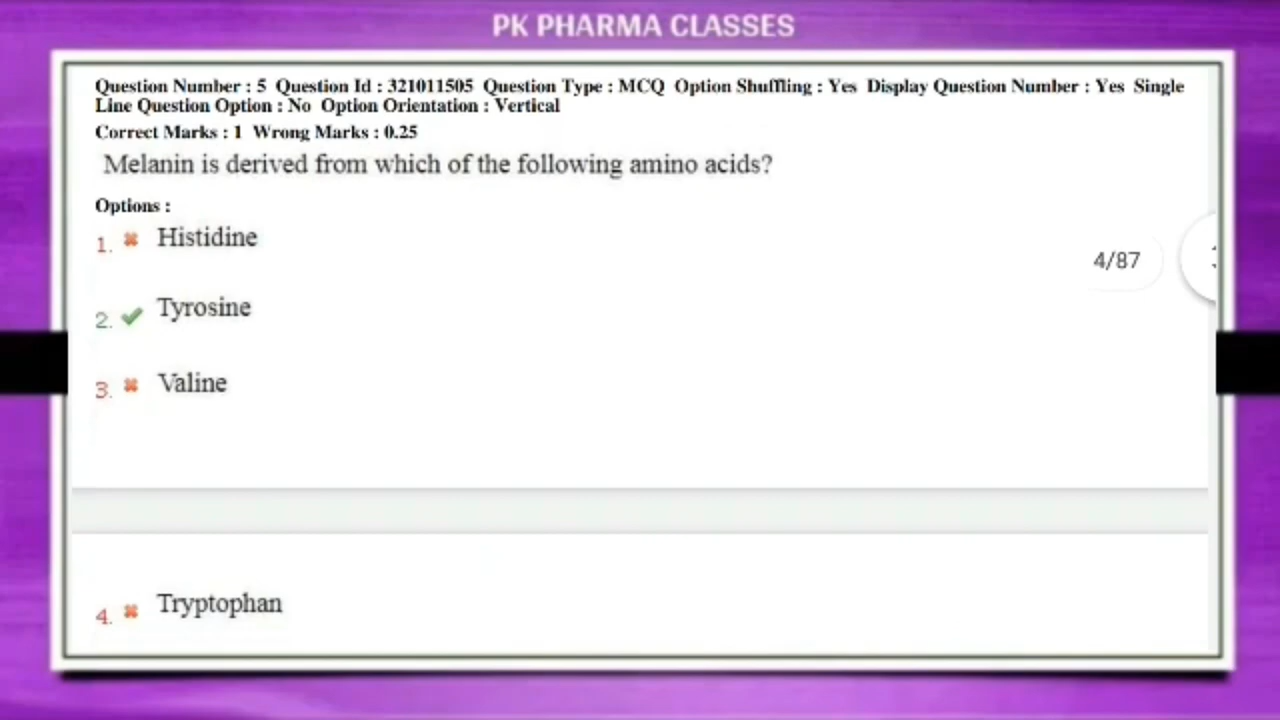 PK PHARMA CLASSES
Question Number : 5 Question Id : 321011505 Question Type : MCQ Option Shuffling : Yes Display Question Number : Yes Single
Line Question Option : No Option Orientation : Vertical
Correct Marks : 1 Wrong Marks : 0.25
Melanin is derived from which of the following amino acids?
Options :
1. ✖ Histidine
4/87
2. ✔ Tyrosine
3. ✖ Valine
4. ✖ Tryptophan